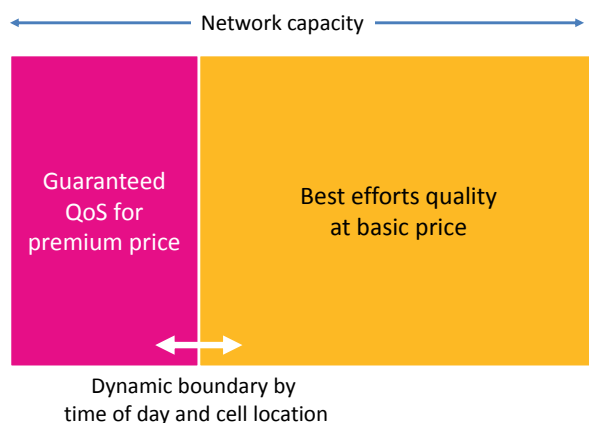 Network capacity
Guaranteed
QoS for
premium price
Best efforts quality
at basic price
Dynamic boundary by
time of day and cell location